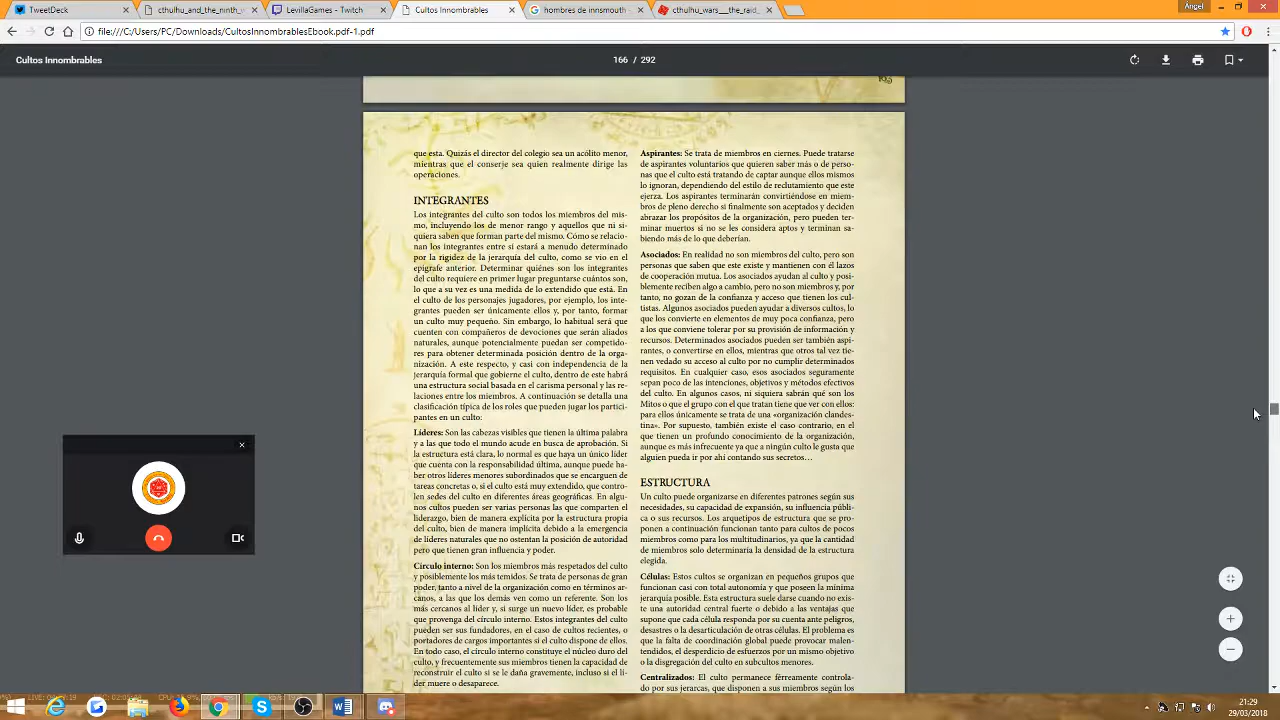 TweetDeck
cthulhu_and_the_ninth_w
LevillaGames - Twitch
Cultos Innombrables
hombres de innsmouth -
cthulhu_wars__the_raid_
Angel
file:///C:/Users/PC/Downloads/CultosInnombrablesEbook.pdf-1.pdf
Cultos Innombrables
166 / 292
que esta. Quizás el director del colegio sea un acólito menor,
mientras que el conserje sea quien realmente dirige las
operaciones.
INTEGRANTES
Los integrantes del culto son todos los miembros del mis-
mo, incluyendo los de menor rango y aquellos que ni si-
quiera saben que forman parte del mismo. Cómo se relacio-
nan los integrantes entre sí estará a menudo determinado
por la rigidez de la jerarquía del culto, como se vio en el
epígrafe anterior. Determinar quiénes son los integrantes
del culto requiere en primer lugar preguntarse cuántos son,
lo que a su vez es una medida de lo extendido que está. En
el culto de los personajes jugadores, por ejemplo, los inte-
grantes pueden ser únicamente ellos y, por tanto, formar
un culto muy pequeño. Sin embargo, lo habitual será que
cuenten con compañeros de devociones que serán aliados
naturales, aunque potencialmente puedan ser competido-
res para obtener determinada posición dentro de la orga-
nización. A este respecto, y casi con independencia de la
jerarquía formal que gobierne el culto, dentro de este habrá
una estructura social basada en el carisma personal y las re-
laciones entre los miembros. A continuación se detalla una
clasificación típica de los roles que pueden jugar los partici-
pantes en un culto:
Líderes: Son las cabezas visibles que tienen la última palabra
y a las que todo el mundo acude en busca de aprobación. Si
la estructura está clara, lo normal es que haya un único líder
que cuenta con la responsabilidad última, aunque puede ha-
ber otros líderes menores subordinados que se encarguen de
tareas concretas o, si el culto está muy extendido, que contro-
len sedes del culto en diferentes áreas geográficas. En algu-
nos cultos pueden ser varias personas las que comparten el
liderazgo, bien de manera explícita por la estructura propia
del culto, bien de manera implícita debido a la emergencia
de líderes naturales que no ostentan la posición de autoridad
pero que tienen gran influencia y poder.
Círculo interno: Son los miembros más respetados del culto
y posiblemente los más temidos. Se trata de personas de gran
poder, tanto a nivel de la organización como en términos ar-
canos, a las que los demás ven como un referente. Son los
más cercanos al líder y, si surge un nuevo líder, es probable
que provenga del círculo interno. Estos integrantes del culto
pueden ser sus fundadores, en el caso de cultos recientes, o
portadores de cargos importantes si el culto dispone de ellos.
En todo caso, el círculo interno constituye el núcleo duro del
culto, y frecuentemente sus miembros tienen la capacidad de
reconstruir el culto si se le daña gravemente, incluso si el lí-
der muere o desaparece.
Aspirantes: Se trata de miembros en ciernes. Puede tratarse
de aspirantes voluntarios que quieren saber más o de perso-
nas que el culto está tratando de captar aunque ellos mismos
lo ignoran, dependiendo del estilo de reclutamiento que este
ejerza. Los aspirantes terminarán convirtiéndose en miem-
bros de pleno derecho si finalmente son aceptados y deciden
abrazar los propósitos de la organización, pero pueden ter-
minar muertos si no se les considera aptos y terminan sa-
biendo más de lo que deberían.
Asociados: En realidad no son miembros del culto, pero son
personas que saben que este existe y mantienen con él lazos
de cooperación mutua. Los asociados ayudan al culto y posi-
blemente reciben algo a cambio, pero no son miembros y, por
tanto, no gozan de la confianza y acceso que tienen los cul-
tistas. Algunos asociados pueden ayudar a diversos cultos, lo
que los convierte en elementos de muy poca confianza, pero
a los que conviene tolerar por su provisión de información y
recursos. Determinados asociados pueden ser también aspi-
rantes, o convertirse en ellos, mientras que otros tal vez tie-
nen vedado su acceso al culto por no cumplir determinados
requisitos. En cualquier caso, esos asociados seguramente
sepan poco de las intenciones, objetivos y métodos efectivos
del culto. En algunos casos, ni siquiera sabrán qué son los
Mitos o que el grupo con el que tratan tiene que ver con ellos:
para ellos únicamente se trata de una «organización clandes-
tina». Por supuesto, también existe el caso contrario, en el
que tienen un profundo conocimiento de la organización,
aunque es más infrecuente ya que a ningún culto le gusta que
alguien pueda ir por ahí contando sus secretos…
ESTRUCTURA
Un culto puede organizarse en diferentes patrones según sus
necesidades, su capacidad de expansión, su influencia públi-
ca o sus recursos. Los arquetipos de estructura que se pro-
ponen a continuación funcionan tanto para cultos de pocos
miembros como para los multitudinarios, ya que la cantidad
de miembros solo determinaría la densidad de la estructura
elegida.
Células: Estos cultos se organizan en pequeños grupos que
funcionan casi con total autonomía y que poseen la mínima
jerarquía posible. Esta estructura suele darse cuando no exis-
te una autoridad central fuerte o debido a las ventajas que
supone que cada célula responda por su cuenta ante peligros,
desastres o la desarticulación de otras células. El problema es
que la falta de coordinación global puede provocar malen-
tendidos, el desperdicio de esfuerzos por un mismo objetivo
o la disgregación del culto en subcultos menores.
Centralizados: El culto permanece férreamente controla-
do por sus jerarcas, que disponen a sus miembros según los
21:29
29/03/2018